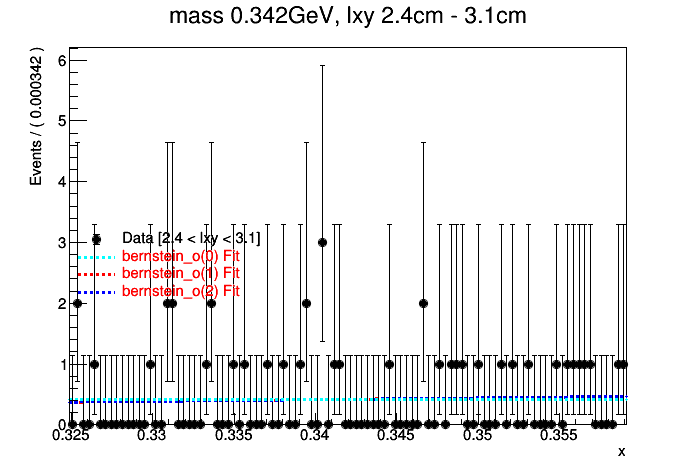 mass 0.342GeV, lxy 2.4cm - 3.1cm
Events / ( 0.000342 )
6
5
4
3
2
1
0
Data [2.4 < lxy < 3.1]
bernstein_o(0) Fit
bernstein_o(1) Fit
bernstein_o(2) Fit
0.325 0.33 0.335 0.34 0.345 0.35 0.355
x